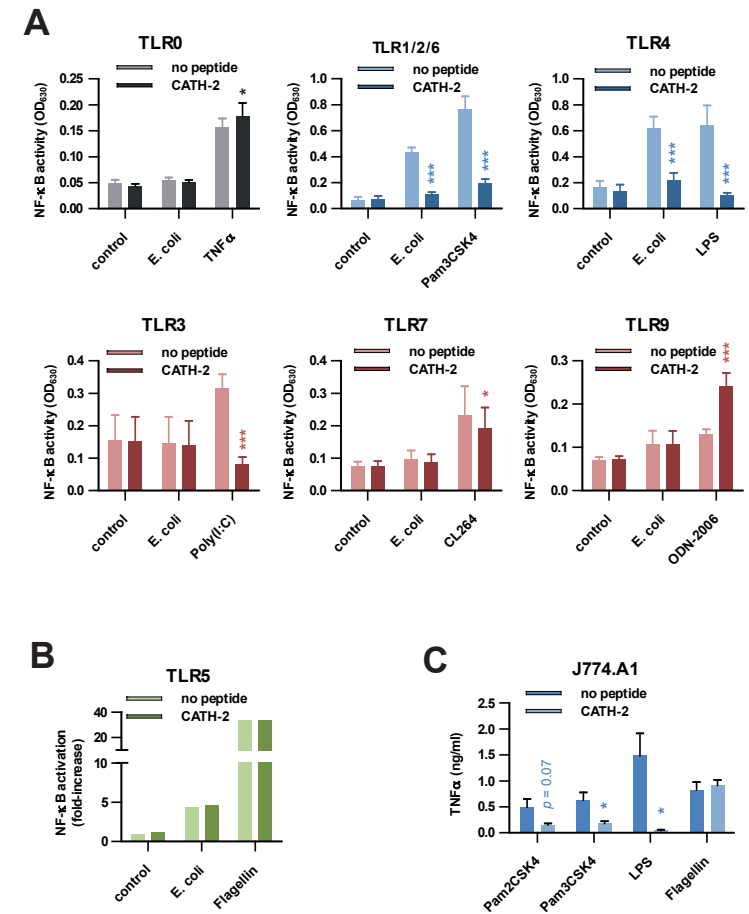 A
TLR0
no peptide
CATH-2
NF-κ B activity (OD630)
0.25
0.20
0.15
0.10
0.05
0.00
*
control
E. coli
TNFα
TLR1/2/6
no peptide
CATH-2
NF-κ B activity (OD630)
1.0
0.8
0.6
0.4
0.2
0.0
***
***
control
E. coli
Pam3CSK4
TLR4
no peptide
CATH-2
NF-κ B activity (OD630)
1.0
0.8
0.6
0.4
0.2
0.0
***
***
control
E. coli
LPS
TLR3
no peptide
CATH-2
NF-κ B activity (OD630)
0.4
0.3
0.2
0.1
0.0
***
control
E. coli
Poly(I:C)
TLR7
no peptide
CATH-2
NF-κ B activity (OD630)
0.4
0.3
0.2
0.1
0.0
*
control
E. coli
CL264
TLR9
no peptide
CATH-2
NF-κ B activity (OD630)
0.3
0.2
0.1
0.0
***
control
E. coli
ODN-2006
B
TLR5
no peptide
CATH-2
NF-κ B activation
(fold-increase)
40
20
10
5
0
control
E. coli
Flagellin
C
J774.A1
no peptide
CATH-2
TNFα (ng/ml)
2.5
2.0
1.5
1.0
0.5
0.0
p = 0.07
*
*
Pam2CSK4
Pam3CSK4
LPS
Flagellin